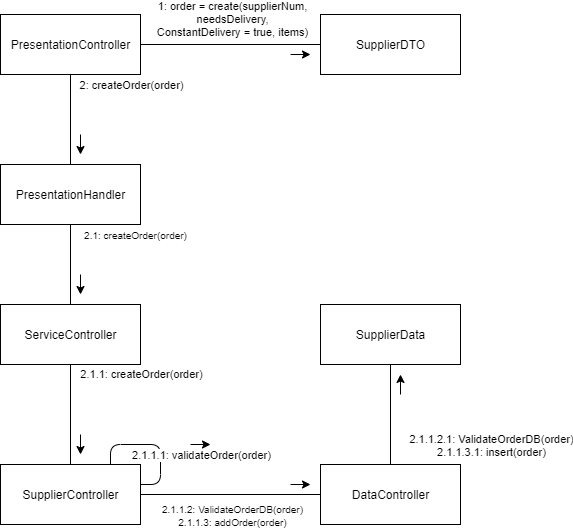 1: order = create(supplierNum,
needsDelivery,
ConstantDelivery = true, items)
PresentationController
SupplierDTO
2: createOrder(order)
PresentationHandler
2.1: createOrder(order)
ServiceController
SupplierData
2.1.1: createOrder(order)
2.1.1.2.1: ValidateOrderDB(order)
2.1.1.3.1: insert(order)
2.1.1.1: validateOrder(order)
SupplierController
DataController
2.1.1.2: ValidateOrderDB(order)
2.1.1.3: addOrder(order)